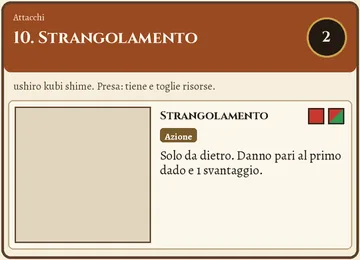 Attacchi
10. Strangolamento
2
ushiro kubi shime. Presa: tiene e toglie risorse.
Strangolamento
Azione
Solo da dietro. Danno pari al primo
dado e 1 svantaggio.